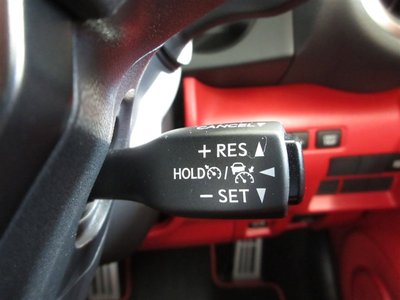 CANCEL
+ RES
HOLD /
- SET